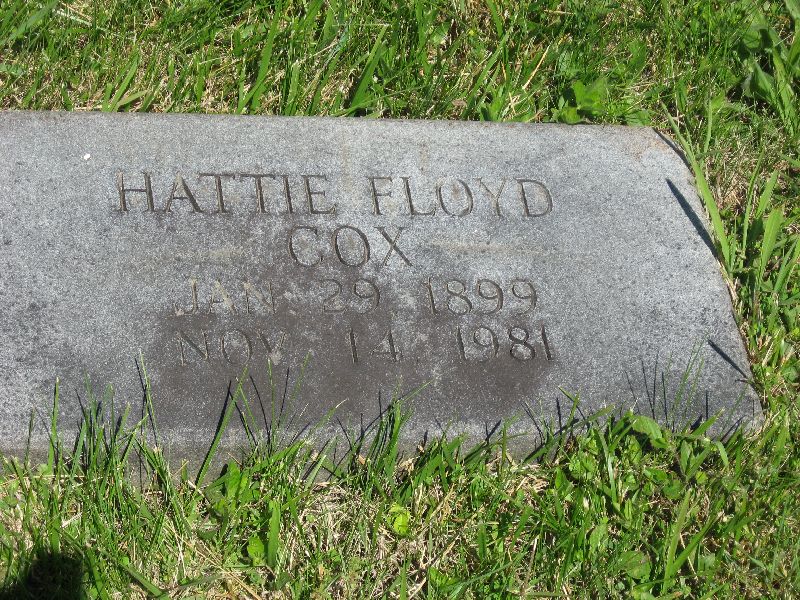 HATTIE FLOYD
COX
JAN 29 1899
NOV 14, 1981